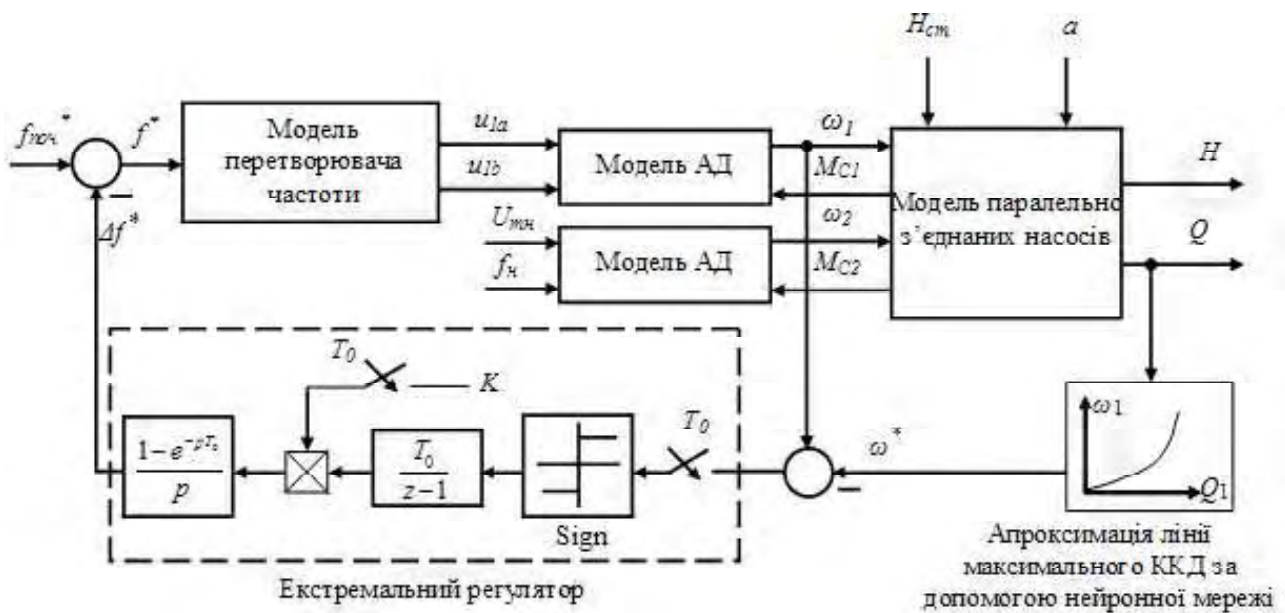 H_cm
a
f_поч*
f*
Модель
перетворювача
частоти
u_1a
u_1b
Модель АД
ω_1
M_C1
H
Δf*
U_mн
f_н
Модель АД
ω_2
M_C2
Модель паралельно
з’єднаних насосів
Q
T_0
K
T_0
1-e^-pT_0
p
T_0
z-1
Sign
ω*
ω1
Q1
Екстремальний регулятор
Апроксимація лінії
максимального ККД за
допомогою нейронної мережі